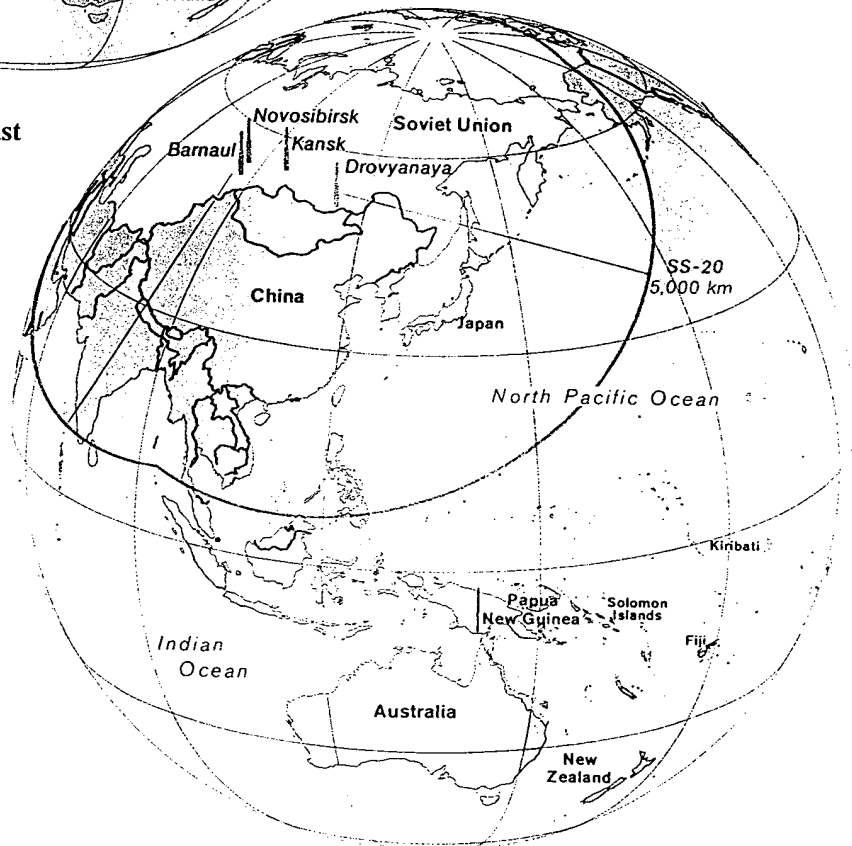 ast
Novosibirsk
Barnaul
Kansk
Soviet Union
Drovyanaya
SS-20
5,000 km
China
Japan
North Pacific Ocean
Kiribati
Papua
New Guinea
Solomon
Islands
Fiji
Indian
Ocean
Australia
New
Zealand